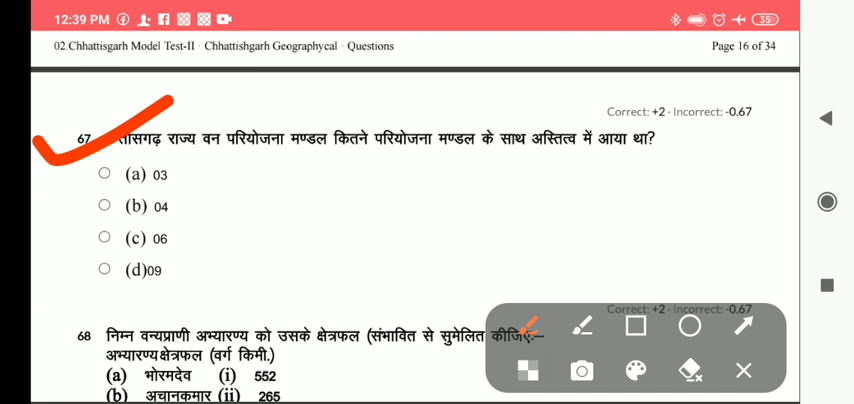 12:39 PM 35
02.Chhattisgarh Model Test-II · Chhattishgarh Geographycal · Questions Page 16 of 34
Correct: +2 · Incorrect: -0.67
67 राज्य वन परियोजना मण्डल कितने परियोजना मण्डल के साथ अस्तित्व में आया था?
(a) 03
(b) 04
(c) 06
(d)09
Correct: +2 · Incorrect: -0.67
68 निम्न वन्यप्राणी अभ्यारण्य को उसके क्षेत्रफल (संभावित से सुमेलित कीजिए:—
अभ्यारण्यक्षेत्रफल (वर्ग किमी.)
(a) भोरमदेव (i) 552
(b) अचानकमार (ii) 265